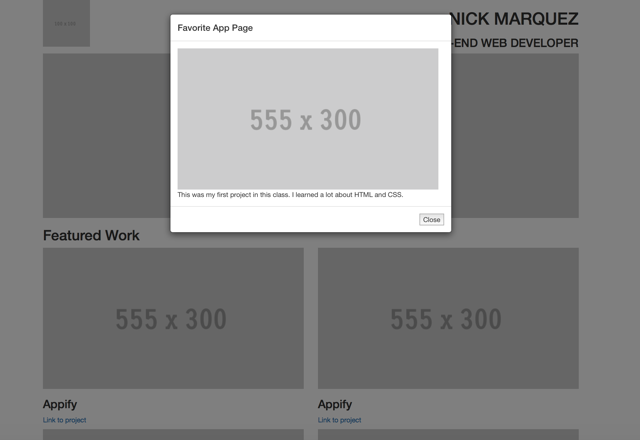 NICK MARQUEZ
-END WEB DEVELOPER
Favorite App Page
555 x 300
This was my first project in this class. I learned a lot about HTML and CSS.
Close
Featured Work
555 x 300
555 x 300
Appify
Appify
Link to project
Link to project